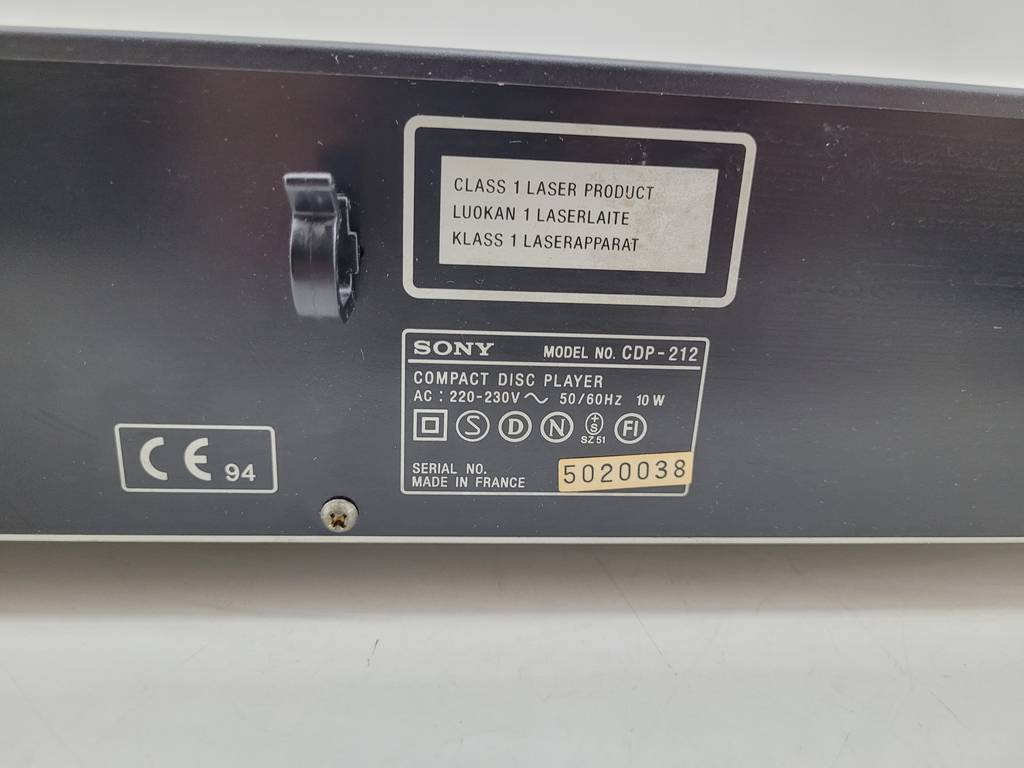 CLASS 1 LASER PRODUCT
LUOKAN 1 LASERLAITE
KLASS 1 LASERAPPARAT
SONY MODEL NO. CDP-212
COMPACT DISC PLAYER
AC : 220-230V~ 50/60Hz 10 W
S D N +S FI
SZ 51
SERIAL NO. 5020038
MADE IN FRANCE
CE 94